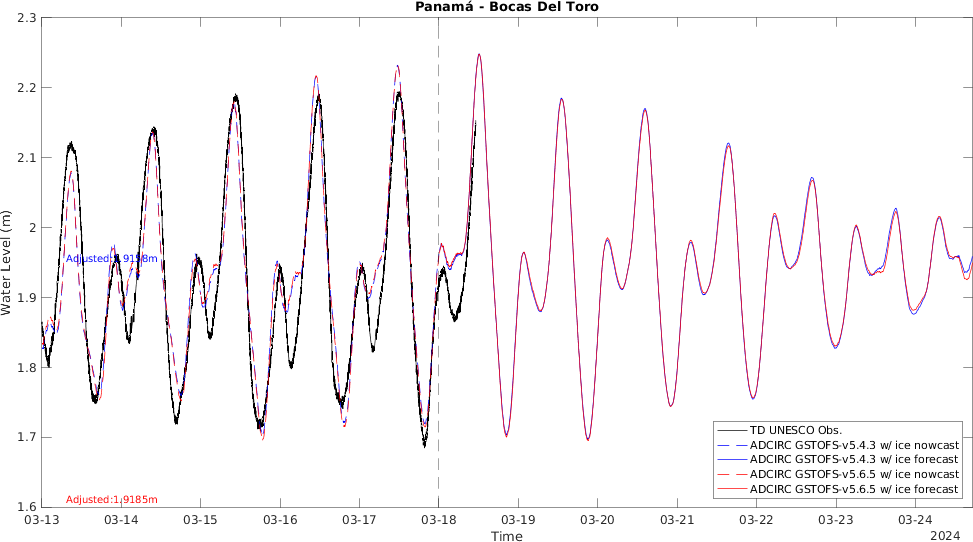 Panamá - Bocas Del Toro
Water Level (m)
2.3
2.2
2.1
2
1.9
1.8
1.7
1.6
Adjusted:1.9198m
Adjusted:1.9185m
TD UNESCO Obs.
ADCIRC GSTOFS-v5.4.3 w/ ice nowcast
ADCIRC GSTOFS-v5.4.3 w/ ice forecast
ADCIRC GSTOFS-v5.6.5 w/ ice nowcast
ADCIRC GSTOFS-v5.6.5 w/ ice forecast
03-13 03-14 03-15 03-16 03-17 03-18 03-19 03-20 03-21 03-22 03-23 03-24
Time
2024